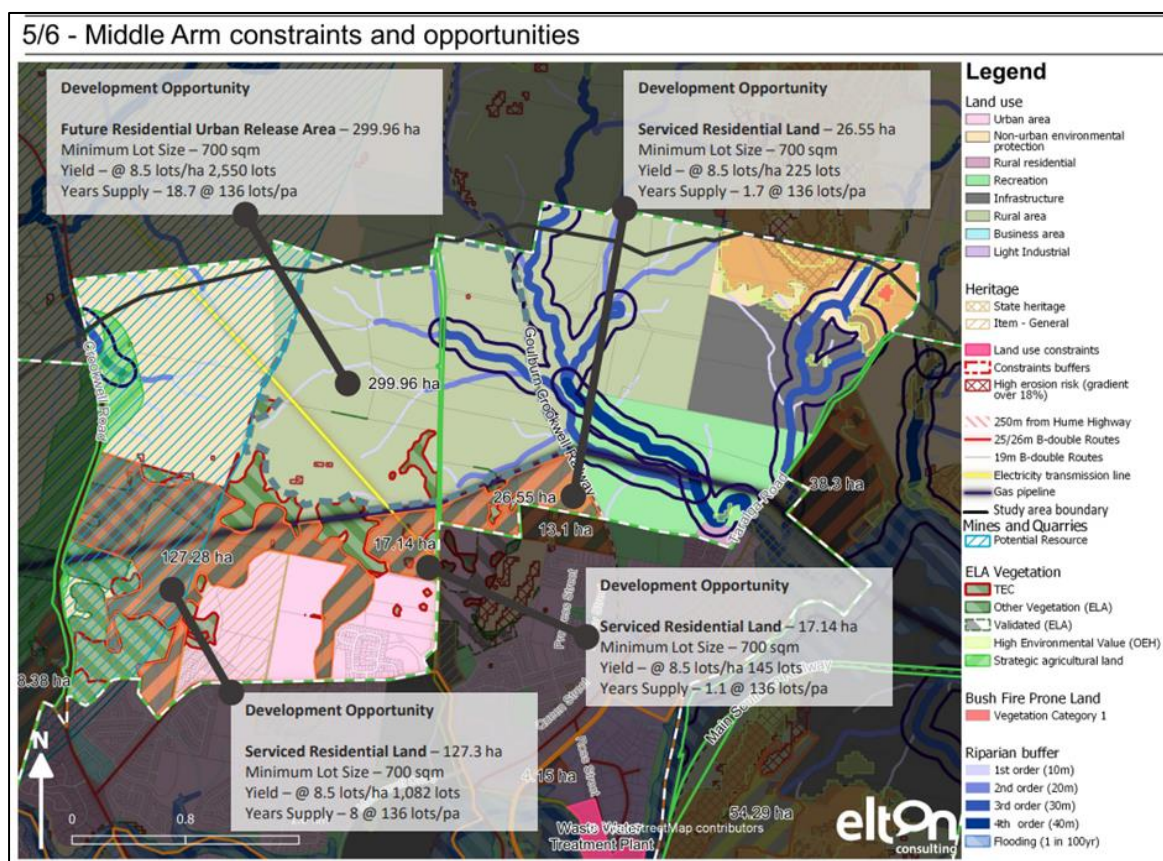 5/6 - Middle Arm constraints and opportunities
Development Opportunity
Future Residential Urban Release Area – 299.96 ha
Minimum Lot Size – 700 sqm
Yield – @ 8.5 lots/ha 2,550 lots
Years Supply – 18.7 @ 136 lots/pa
Development Opportunity
Serviced Residential Land – 26.55 ha
Minimum Lot Size – 700 sqm
Yield – @ 8.5 lots/ha 225 lots
Years Supply – 1.7 @ 136 lots/pa
Crookwell Road
299.96 ha
Goulburn Crookwell
26.55 ha
13.1 ha
38.3 ha
Taralga Road
17.14 ha
127.28 ha
8.38 ha
Development Opportunity
Serviced Residential Land – 17.14 ha
Minimum Lot Size – 700 sqm
Yield – @ 8.5 lots/ha 145 lots
Years Supply – 1.1 @ 136 lots/pa
Development Opportunity
Serviced Residential Land – 127.3 ha
Minimum Lot Size – 700 sqm
Yield – @ 8.5 lots/ha 1,082 lots
Years Supply – 8 @ 136 lots/pa
Street
Street
Main
4.15 ha
54.29 ha
Waste Water
Treatment Plant
StreetMap contributors
N
0
0.8
elton
consulting
Legend
Land use
Urban area
Non-urban environmental
protection
Rural residential
Recreation
Infrastructure
Rural area
Business area
Light Industrial
Heritage
State heritage
Item - General
Land use constraints
Constraints buffers
High erosion risk (gradient
over 18%)
250m from Hume Highway
25/26m B-double Routes
19m B-double Routes
Electricity transmission line
Gas pipeline
Study area boundary
Mines and Quarries
Potential Resource
ELA Vegetation
TEC
Other Vegetation (ELA)
Validated (ELA)
High Environmental Value (OEH)
Strategic agricultural land
Bush Fire Prone Land
Vegetation Category 1
Riparian buffer
1st order (10m)
2nd order (20m)
3rd order (30m)
4th order (40m)
Flooding (1 in 100yr)